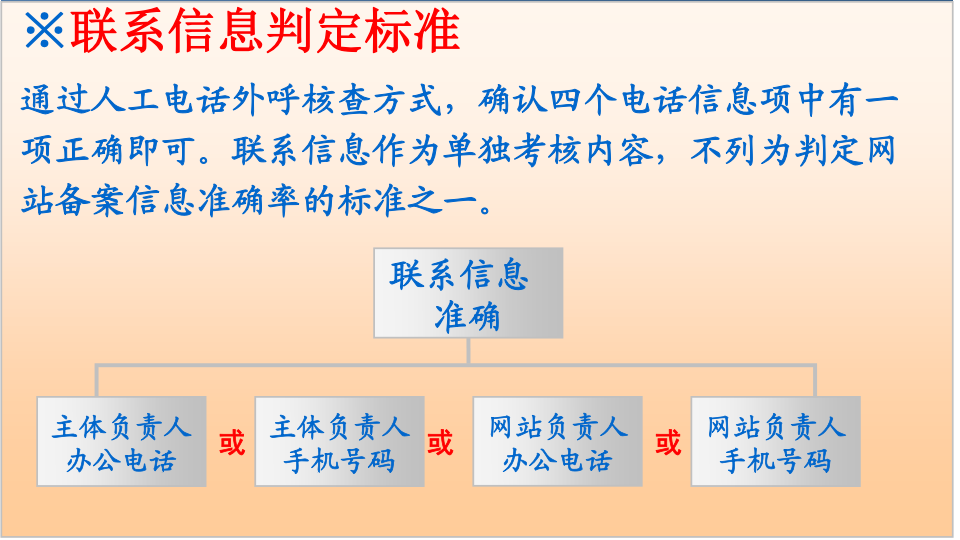 ※联系信息判定标准
通过人工电话外呼核查方式，确认四个电话信息项中有一
项正确即可。联系信息作为单独考核内容，不列为判定网
站备案信息准确率的标准之一。
联系信息
准确
主体负责人
办公电话
或
主体负责人
手机号码
或
网站负责人
办公电话
或
网站负责人
手机号码